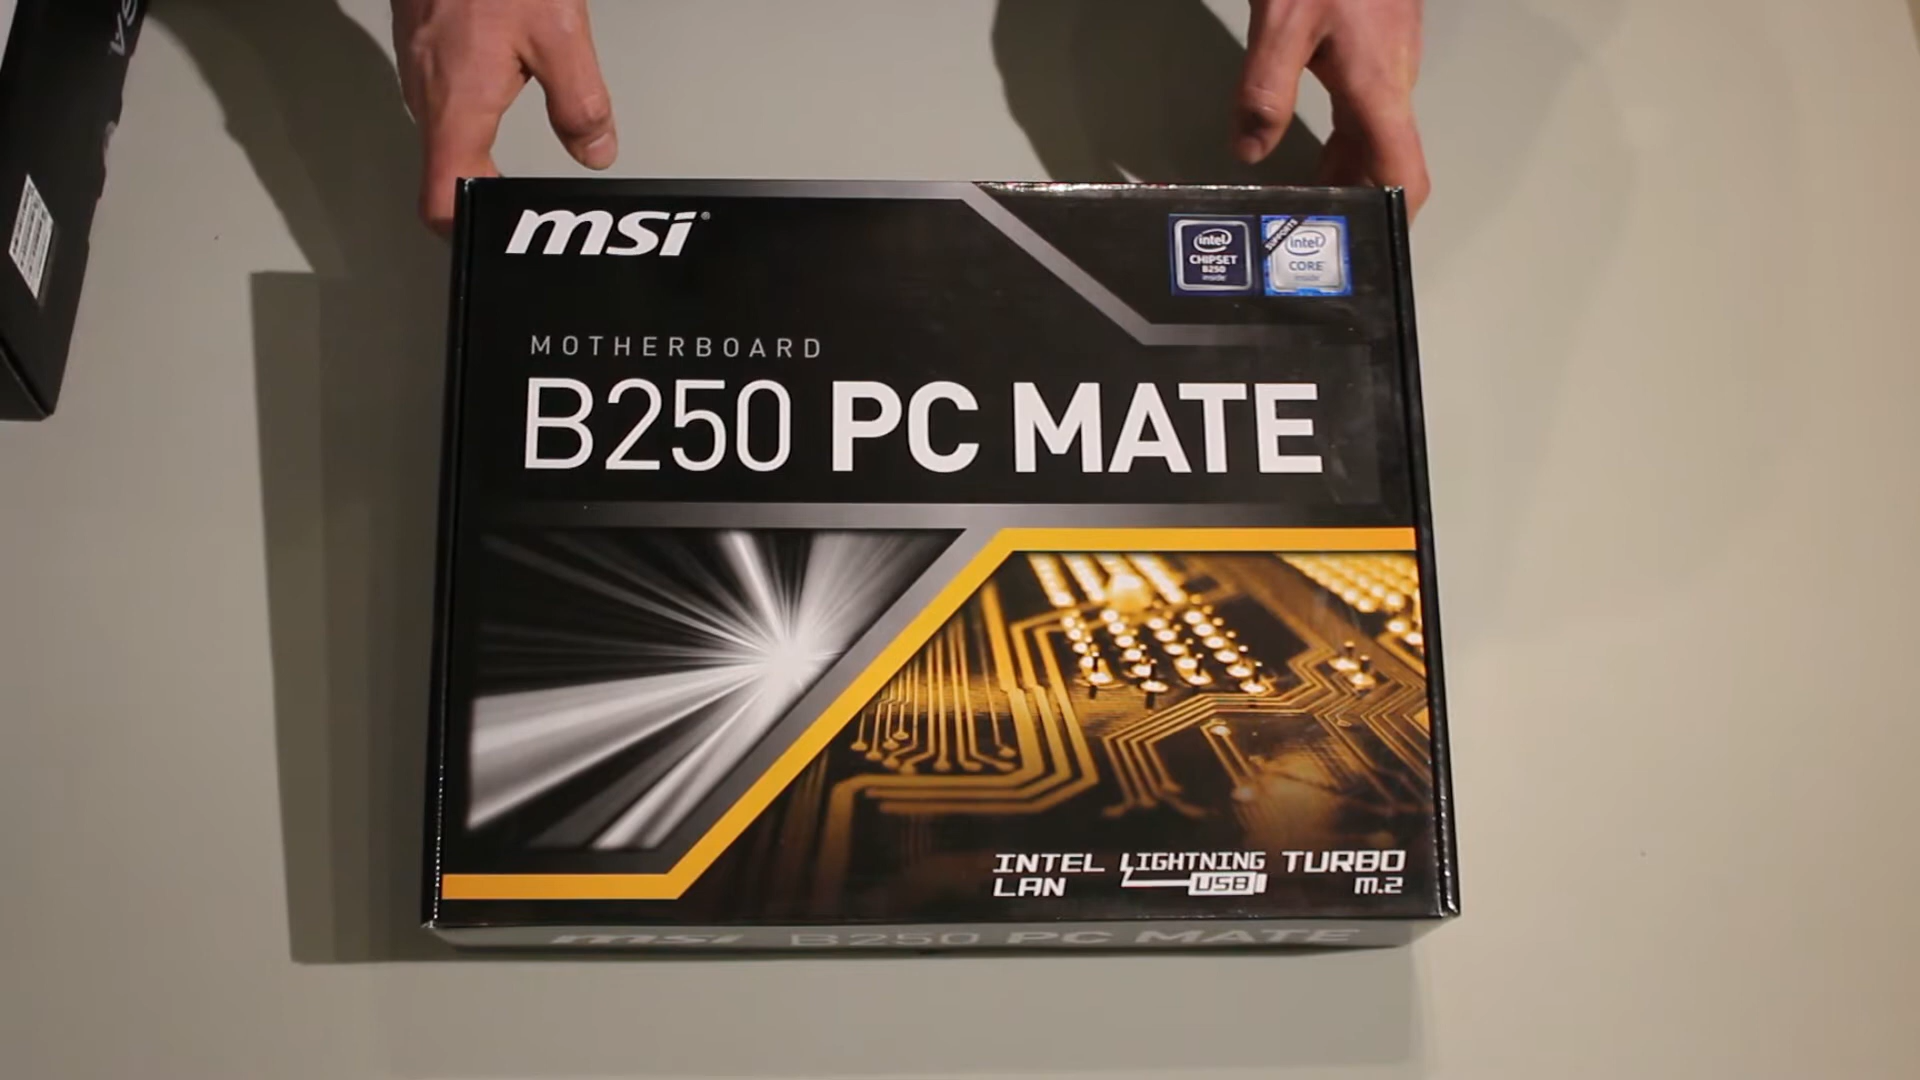 msi
intel
CHIPSET
B250
inside
SUPPORTS
intel
CORE
inside
MOTHERBOARD
B250 PC MATE
INTEL LAN
LIGHTNING USB
TURBO M.2
msi B250 PC MATE